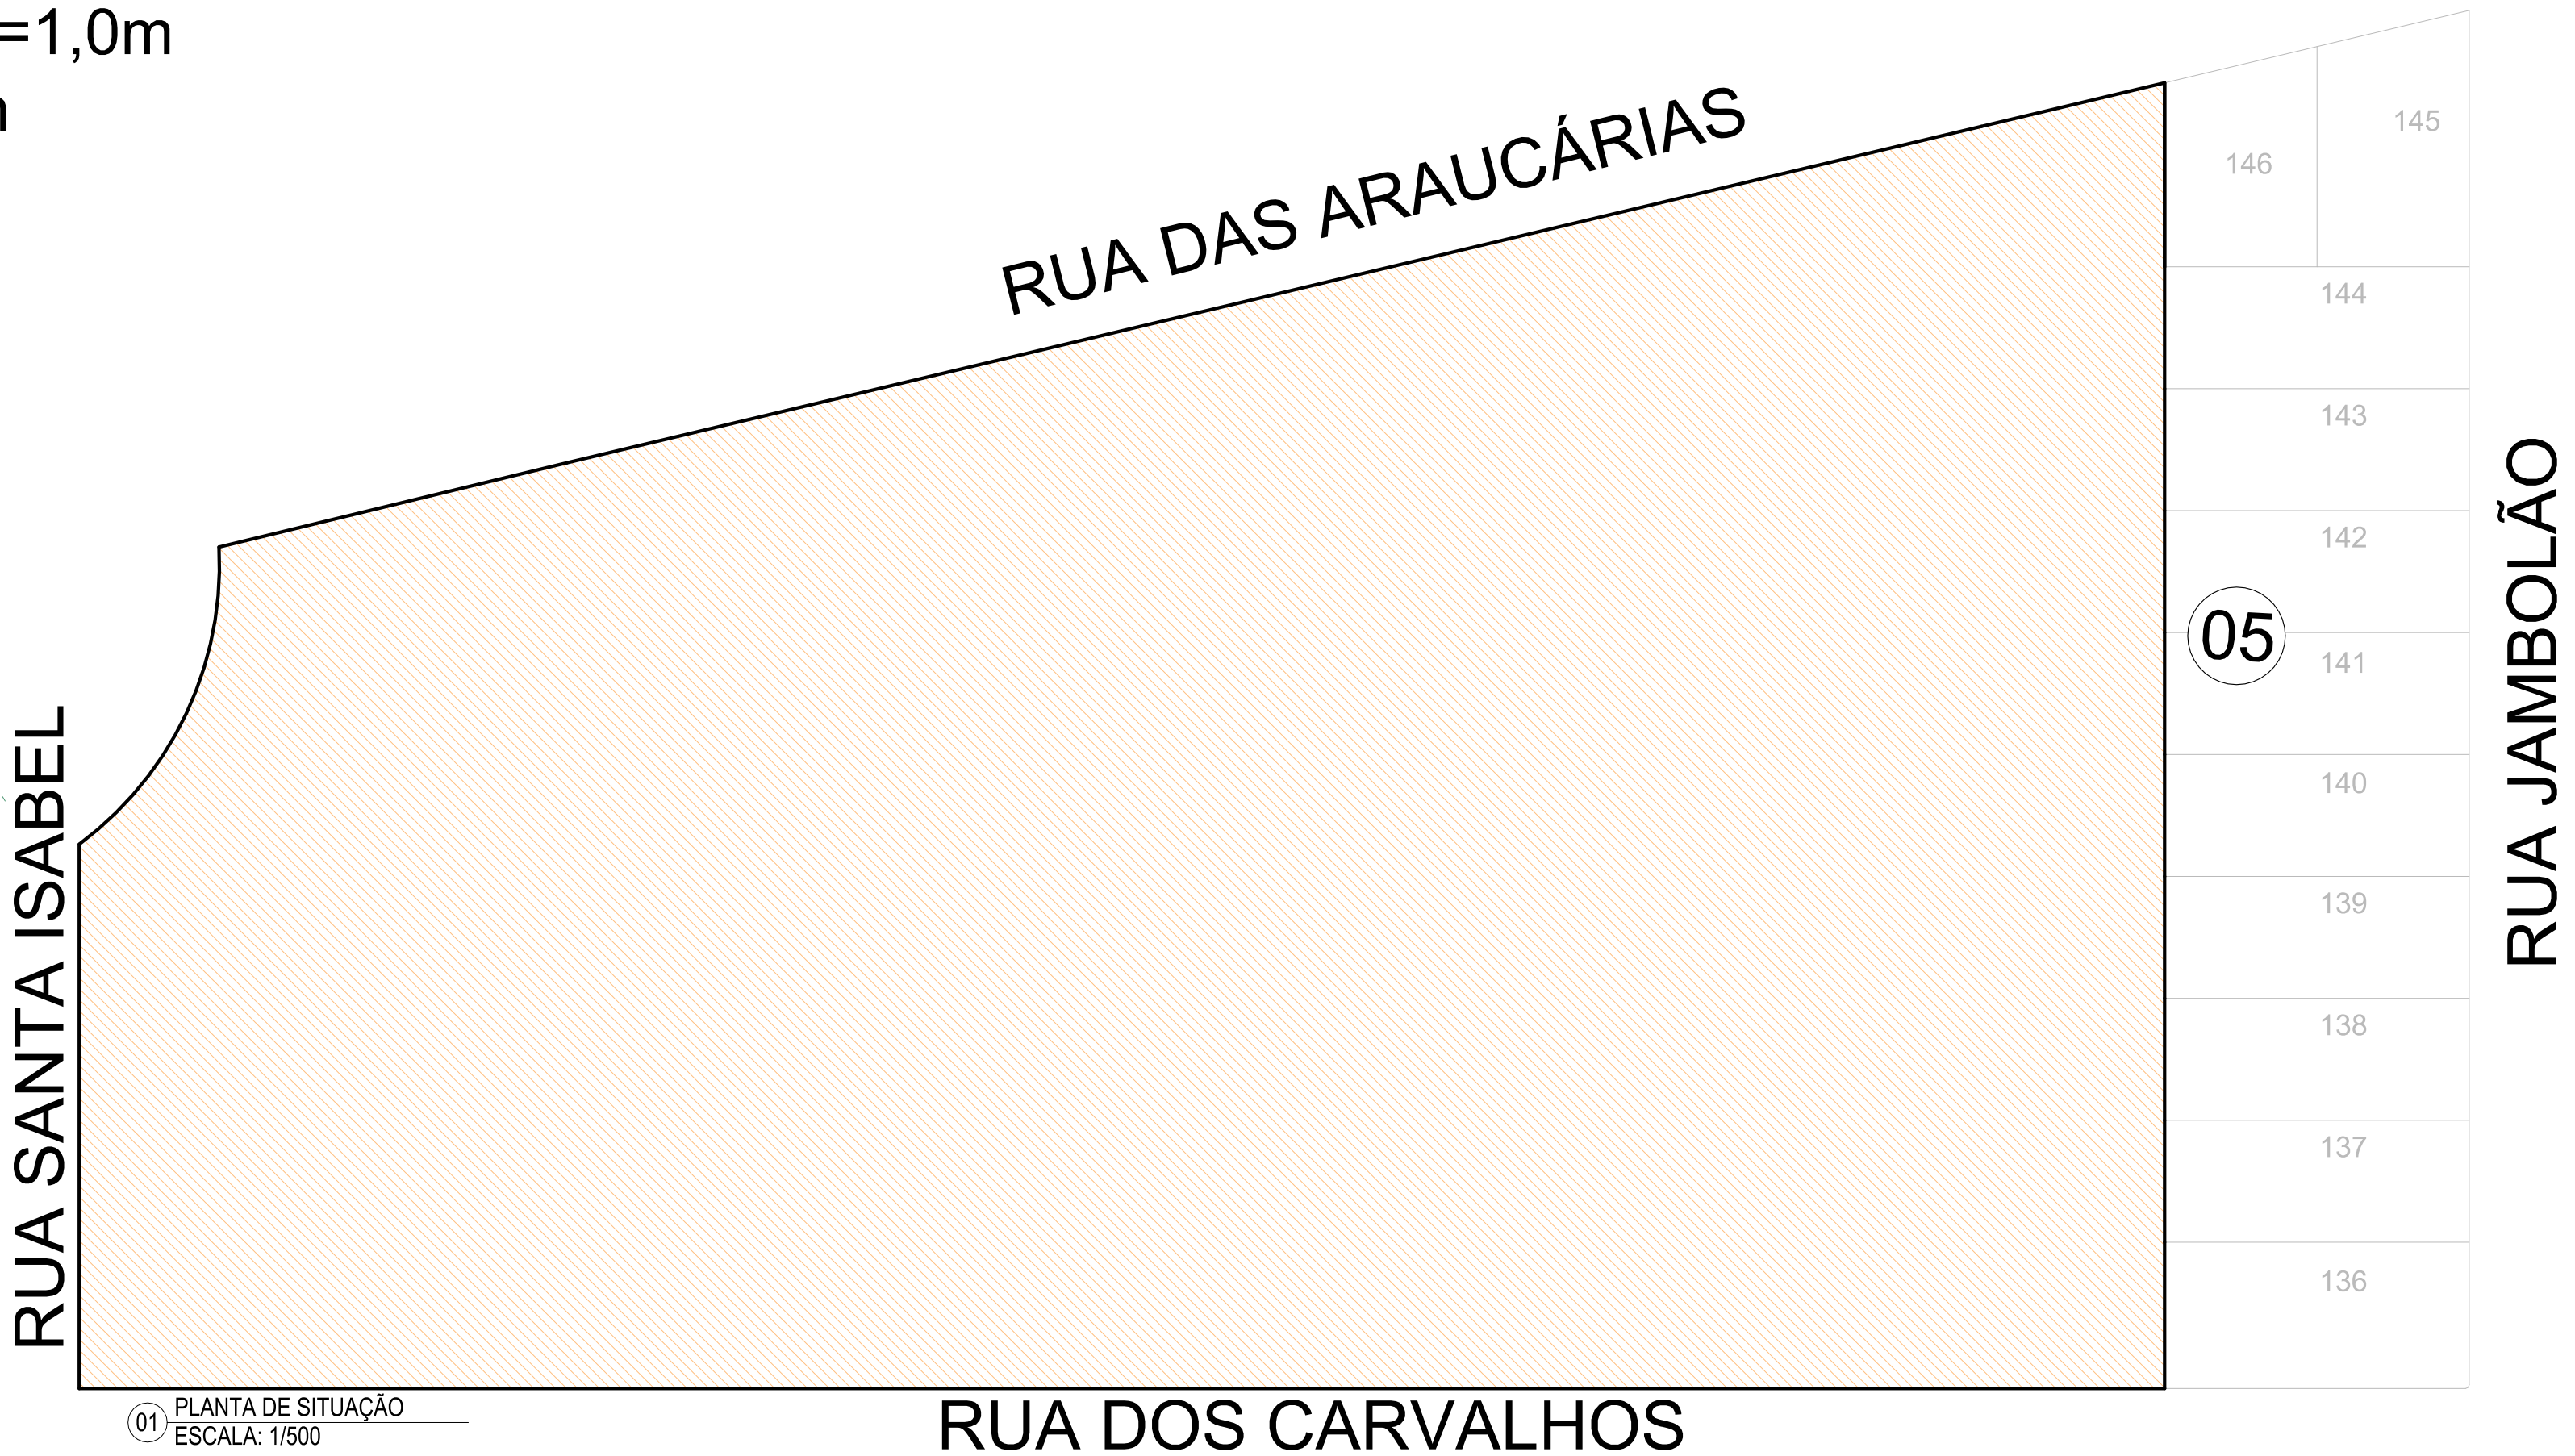 =1,0m
RUA DAS ARAUCÁRIAS
145
146
144
143
142
05
141
140
139
138
137
136
RUA JAMBOLÃO
RUA SANTA ISABEL
01
PLANTA DE SITUAÇÃO
ESCALA: 1/500
RUA DOS CARVALHOS